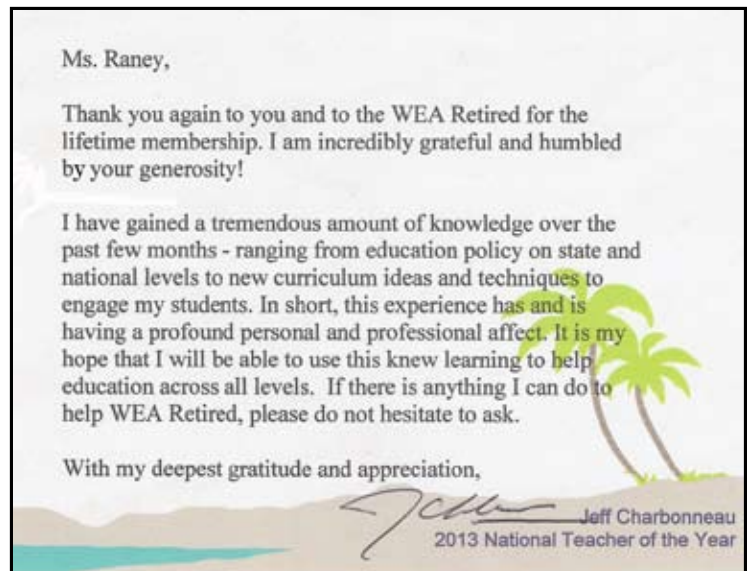 Ms. Raney,
Thank you again to you and to the WEA Retired for the
lifetime membership. I am incredibly grateful and humbled
by your generosity!
I have gained a tremendous amount of knowledge over the
past few months - ranging from education policy on state and
national levels to new curriculum ideas and techniques to
engage my students. In short, this experience has and is
having a profound personal and professional affect. It is my
hope that I will be able to use this knew learning to help
education across all levels. If there is anything I can do to
help WEA Retired, please do not hesitate to ask.
With my deepest gratitude and appreciation,
Jeff Charbonneau
2013 National Teacher of the Year